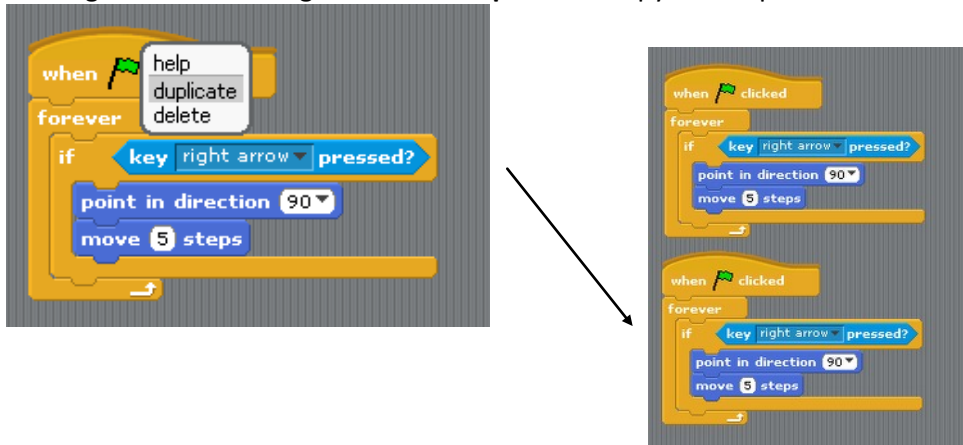 help
when
duplicate
forever
delete
if key right arrow pressed?
point in direction 90
move 5 steps
when clicked
forever
if key right arrow pressed?
point in direction 90
move 5 steps
when clicked
forever
if key right arrow pressed?
point in direction 90
move 5 steps